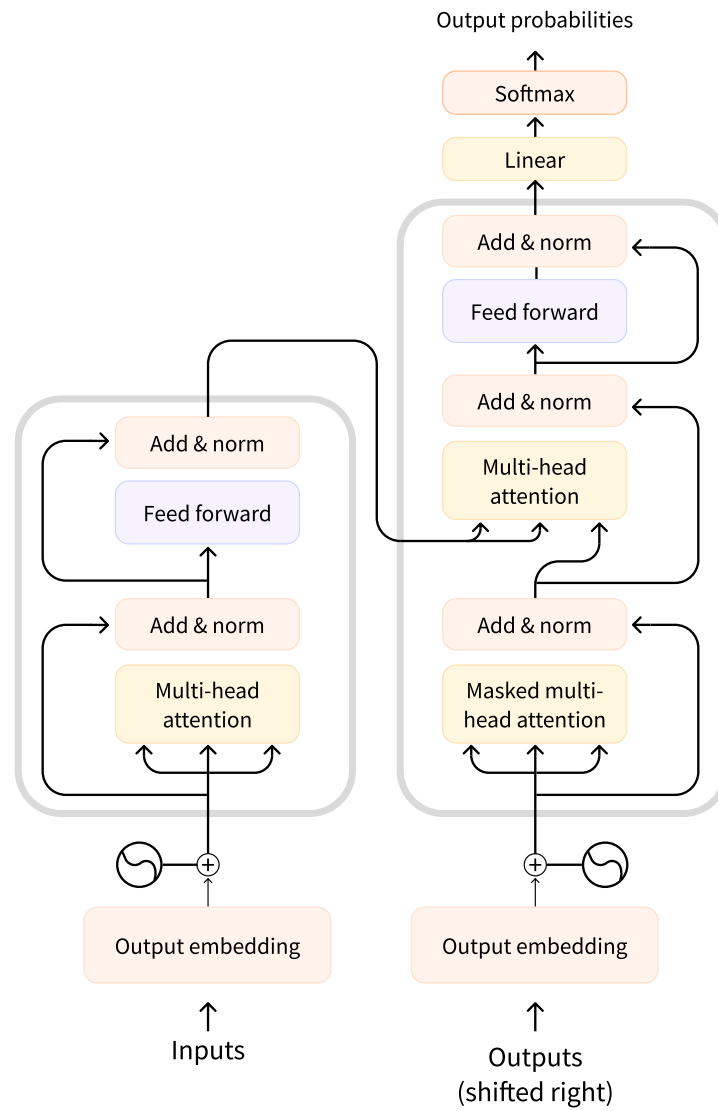 Output probabilities
Softmax
Linear
Add & norm
Feed forward
Add & norm
Multi-head
attention
Add & norm
Masked multi-
head attention
Output embedding
Outputs
(shifted right)
Add & norm
Feed forward
Add & norm
Multi-head
attention
Output embedding
Inputs